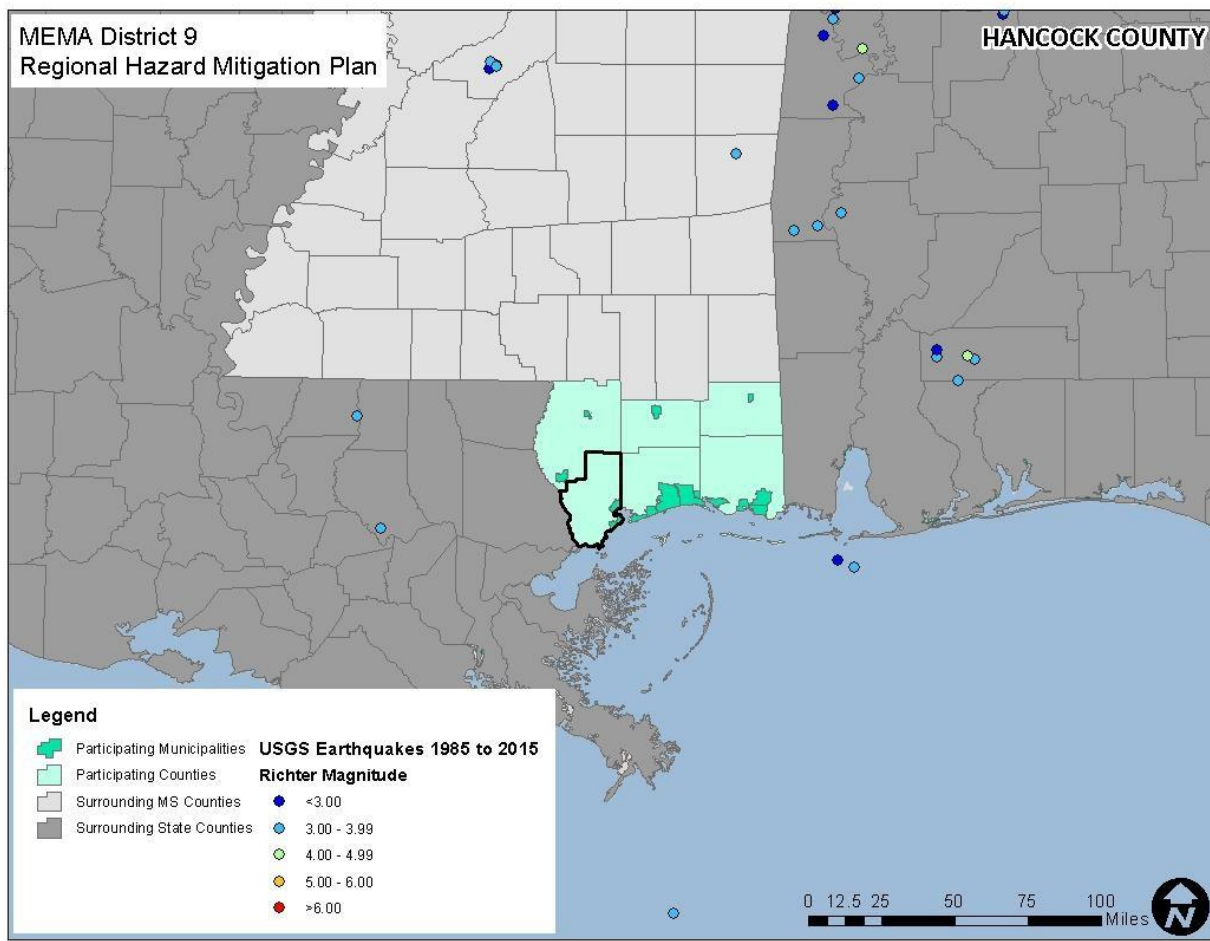 MEMA District 9
Regional Hazard Mitigation Plan
HANCOCK COUNTY
Legend
Participating Municipalities
Participating Counties
Surrounding MS Counties
Surrounding State Counties
USGS Earthquakes 1985 to 2015
Richter Magnitude
<3.00
3.00 - 3.99
4.00 - 4.99
5.00 - 6.00
>6.00
0 12.5 25 50 75 100
Miles
N